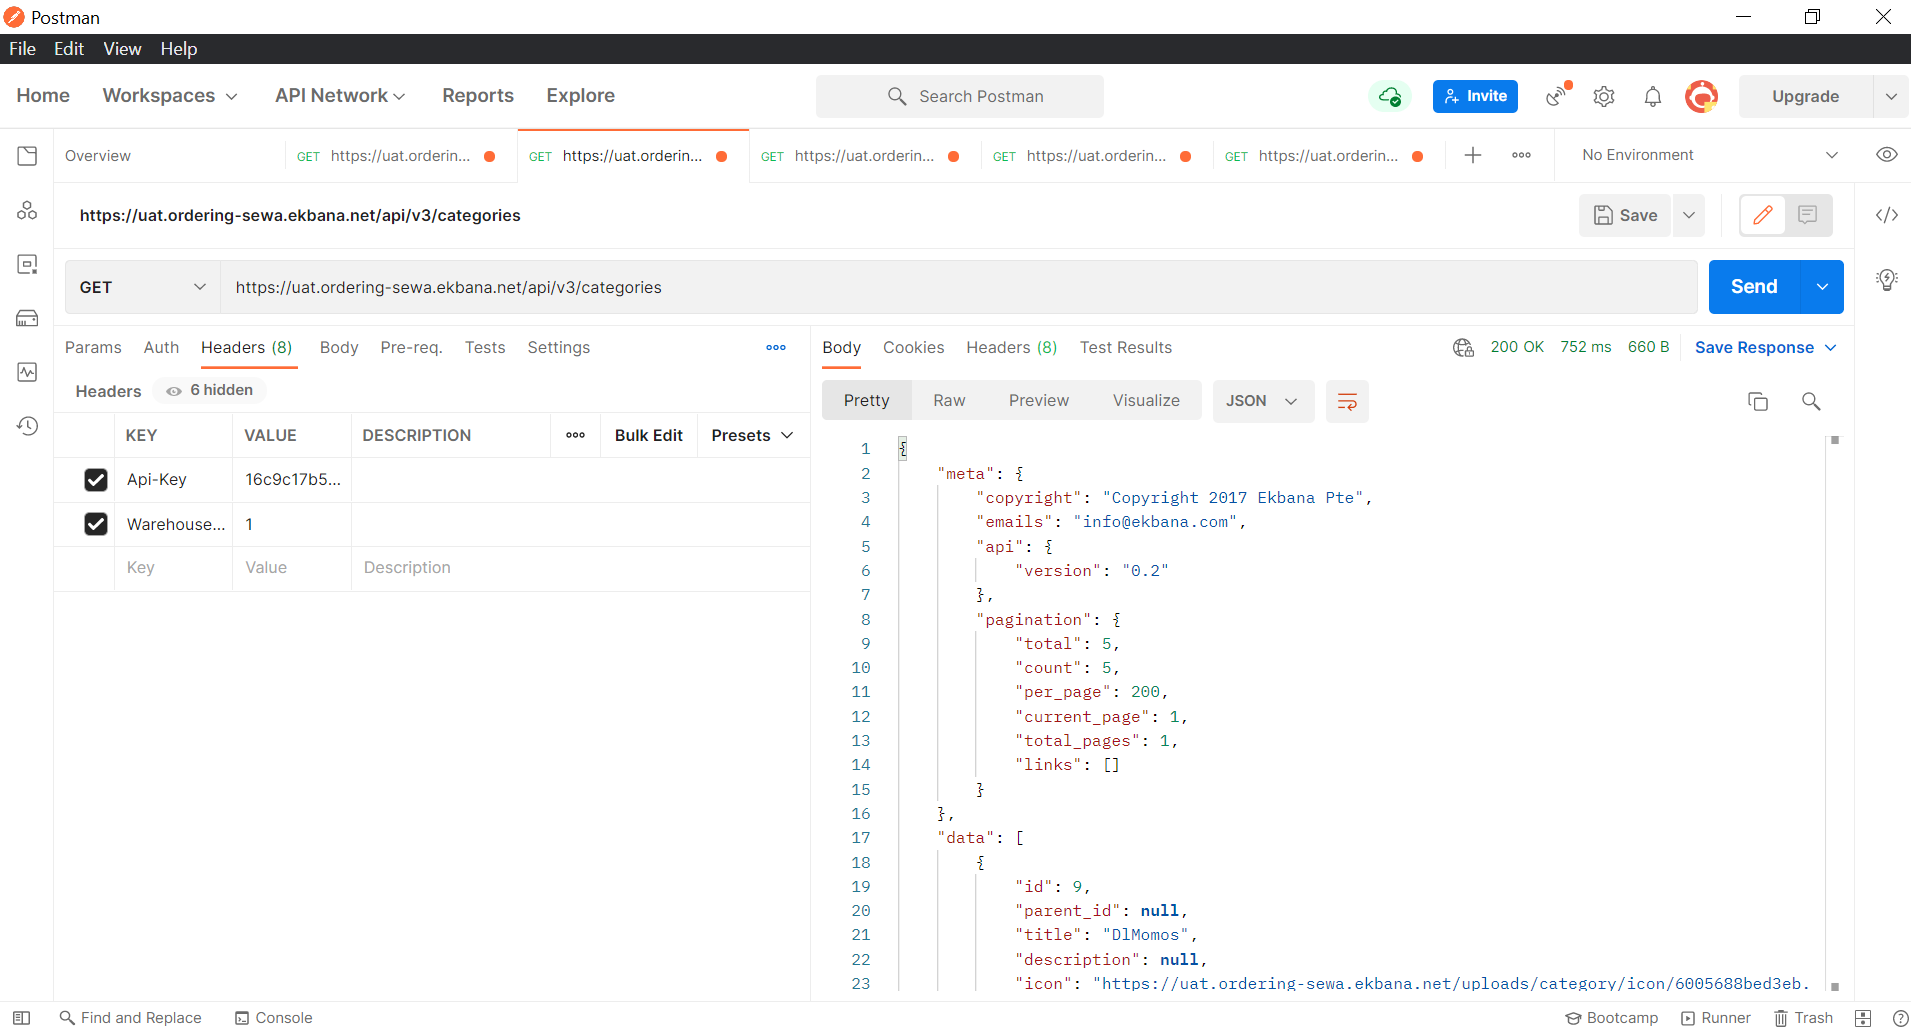 Postman
File Edit View Help
Home Workspaces API Network Reports Explore Search Postman Invite Upgrade
Overview GET https://uat.orderin... GET https://uat.orderin... GET https://uat.orderin... GET https://uat.orderin... GET https://uat.orderin... No Environment
https://uat.ordering-sewa.ekbana.net/api/v3/categories Save
GET https://uat.ordering-sewa.ekbana.net/api/v3/categories Send
Params Auth Headers (8) Body Pre-req. Tests Settings
Headers 6 hidden
KEY VALUE DESCRIPTION Bulk Edit Presets
Api-Key 16c9c17b5...
Warehouse... 1
Key Value Description
Body Cookies Headers (8) Test Results 200 OK 752 ms 660 B Save Response
Pretty Raw Preview Visualize JSON
1 {
2 "meta": {
3 "copyright": "Copyright 2017 Ekbana Pte",
4 "emails": "info@ekbana.com",
5 "api": {
6 "version": "0.2"
7 },
8 "pagination": {
9 "total": 5,
10 "count": 5,
11 "per_page": 200,
12 "current_page": 1,
13 "total_pages": 1,
14 "links": []
15 }
16 },
17 "data": [
18 {
19 "id": 9,
20 "parent_id": null,
21 "title": "DlMomos",
22 "description": null,
23 "icon": "https://uat.ordering-sewa.ekbana.net/uploads/category/icon/6005688bed3eb.
Find and Replace Console Bootcamp Runner Trash